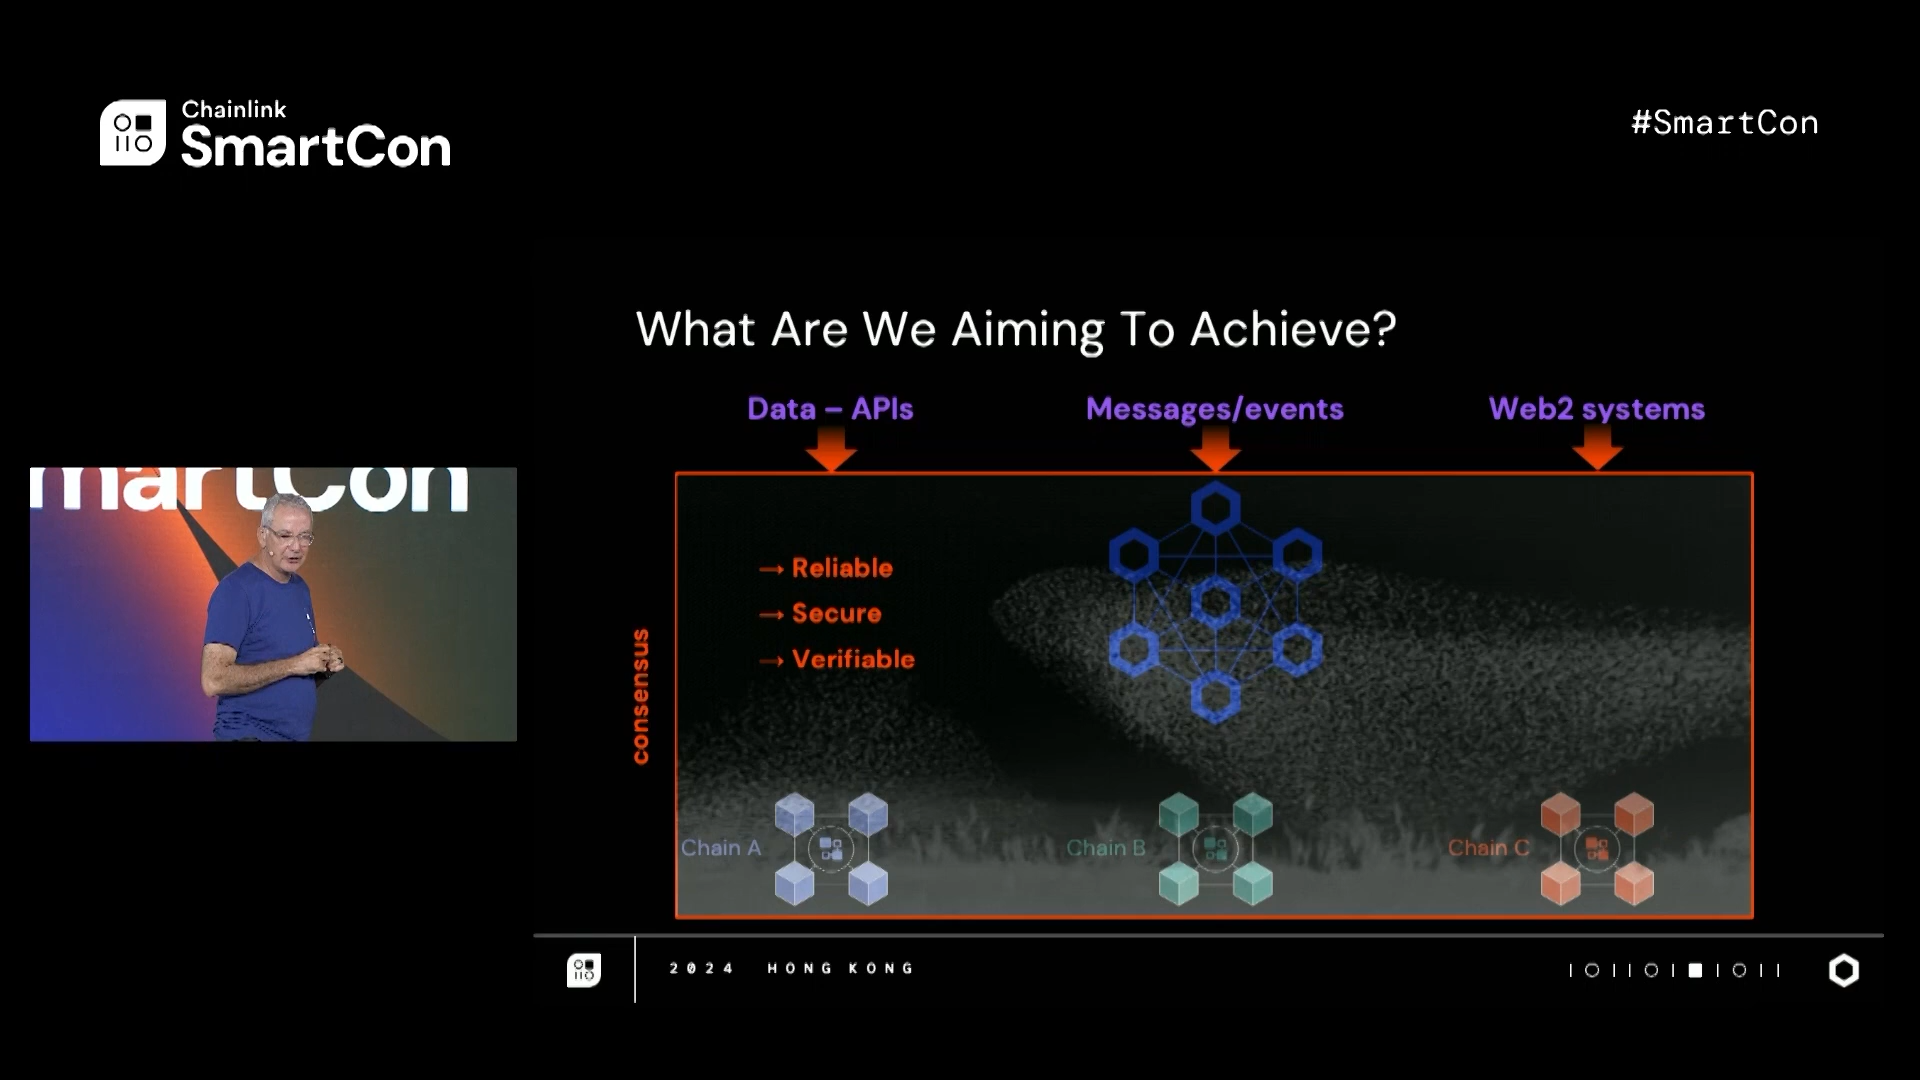 Chainlink
SmartCon
#SmartCon
What Are We Aiming To Achieve?
Data – APIs
Messages/events
Web2 systems
martCon
→ Reliable
→ Secure
→ Verifiable
consensus
Chain A
Chain B
Chain C
2024 HONG KONG